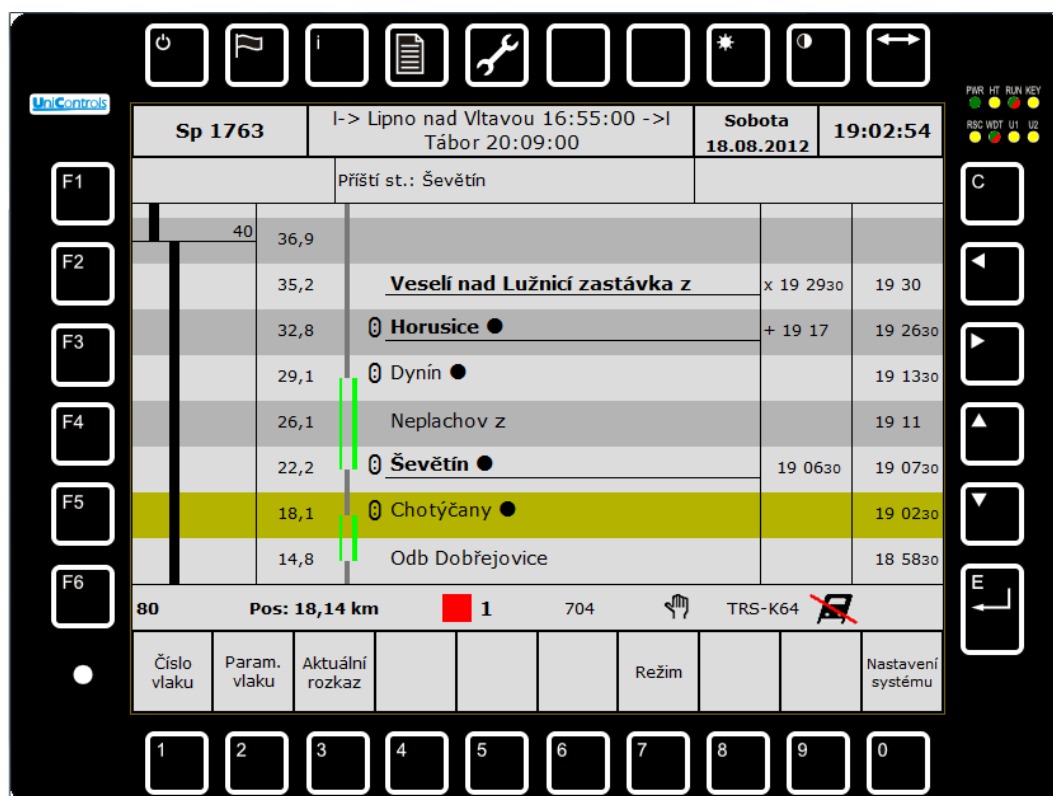 i
PWR HT RUN KEY
UniControls
RSC WDT U1 U2
Sp 1763
I-> Lipno nad Vltavou 16:55:00 ->I
Tábor 20:09:00
Sobota
18.08.2012
19:02:54
F1
Příští st.: Ševětín
C
40
36,9
F2
35,2 Veselí nad Lužnicí zastávka z x 19 2930 19 30
32,8 Horusice + 19 17 19 2630
F3
29,1 Dynín 19 1330
F4
26,1 Neplachov z 19 11
22,2 Ševětín 19 0630 19 0730
F5
18,1 Chotýčany 19 0230
14,8 Odb Dobřejovice 18 5830
F6
E
80 Pos: 18,14 km 1 704 TRS-K64
Číslo
vlaku
Param.
vlaku
Aktuální
rozkaz
Režim
Nastavení
systému
1 2 3 4 5 6 7 8 9 0